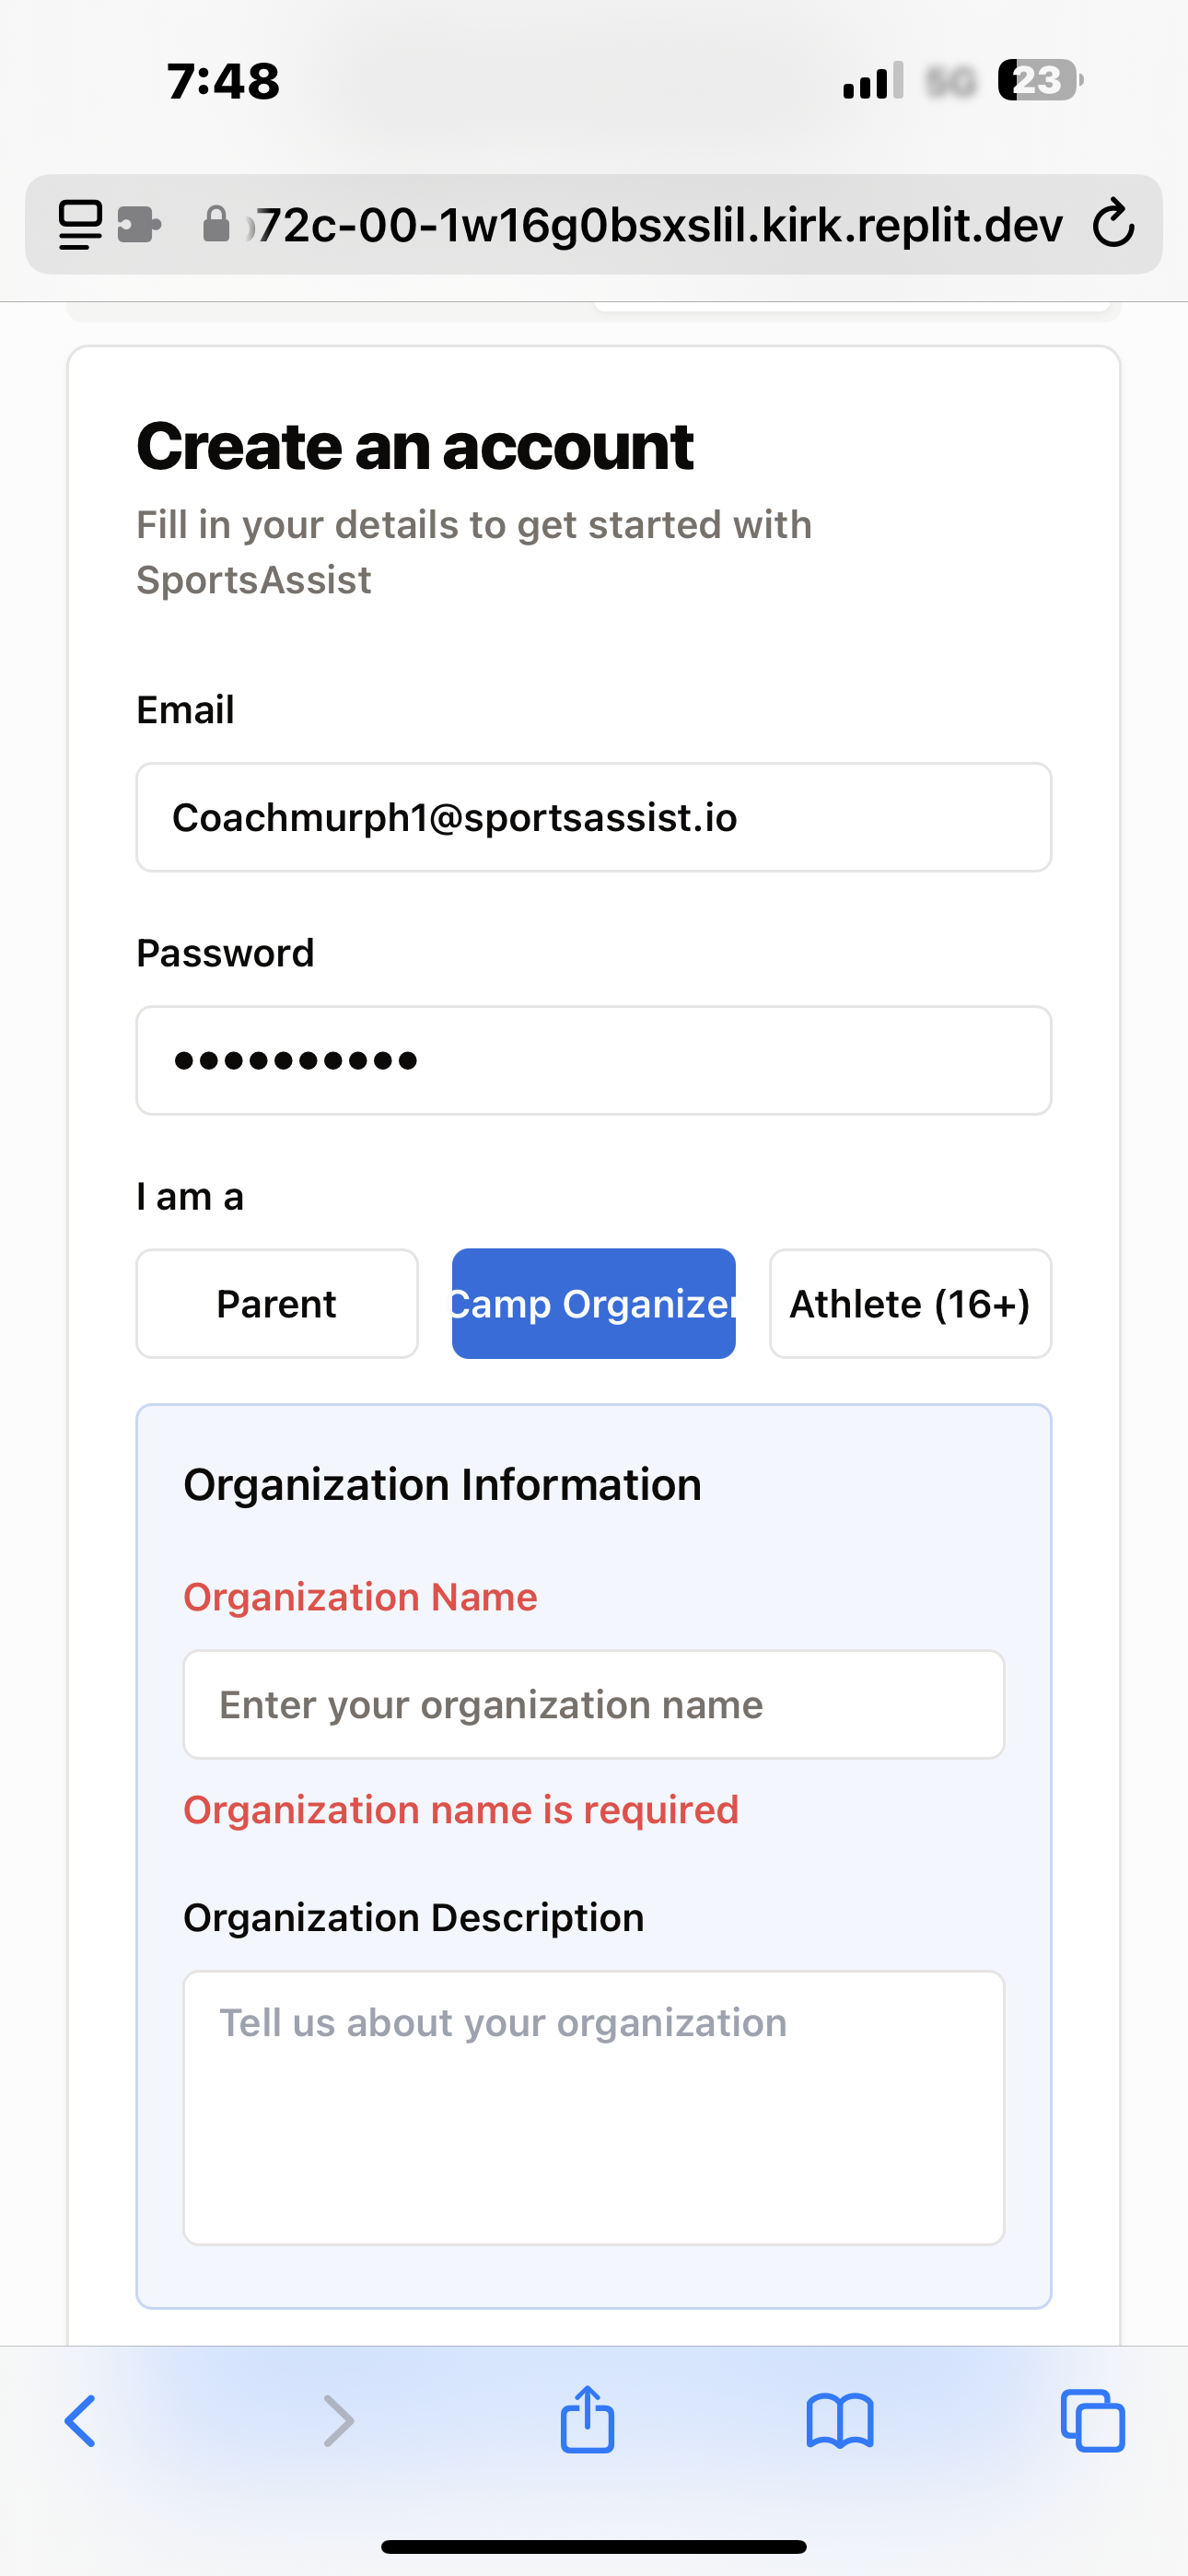 7:48
5G
23
72c-00-1w16g0bsxslil.kirk.replit.dev
Create an account
Fill in your details to get started with
SportsAssist
Email
Coachmurph1@sportsassist.io
Password
I am a
Parent
Camp Organizer
Athlete (16+)
Organization Information
Organization Name
Enter your organization name
Organization name is required
Organization Description
Tell us about your organization